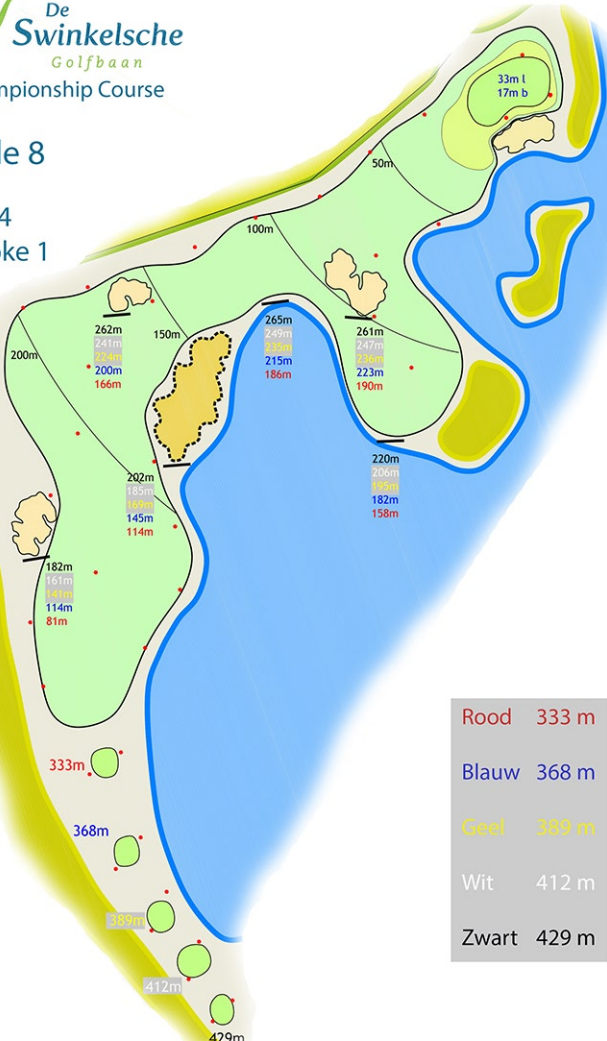 De
Swinkelsche
Golfbaan
mpionship Course
le 8
4
oke 1
33m l
17m b
50m
100m
150m
200m
262m
241m
224m
200m
166m
265m
249m
235m
215m
186m
261m
247m
236m
223m
190m
220m
206m
195m
182m
158m
202m
185m
169m
145m
114m
182m
161m
141m
114m
81m
333m
368m
389m
412m
429m
Rood 333 m
Blauw 368 m
Geel 389 m
Wit 412 m
Zwart 429 m